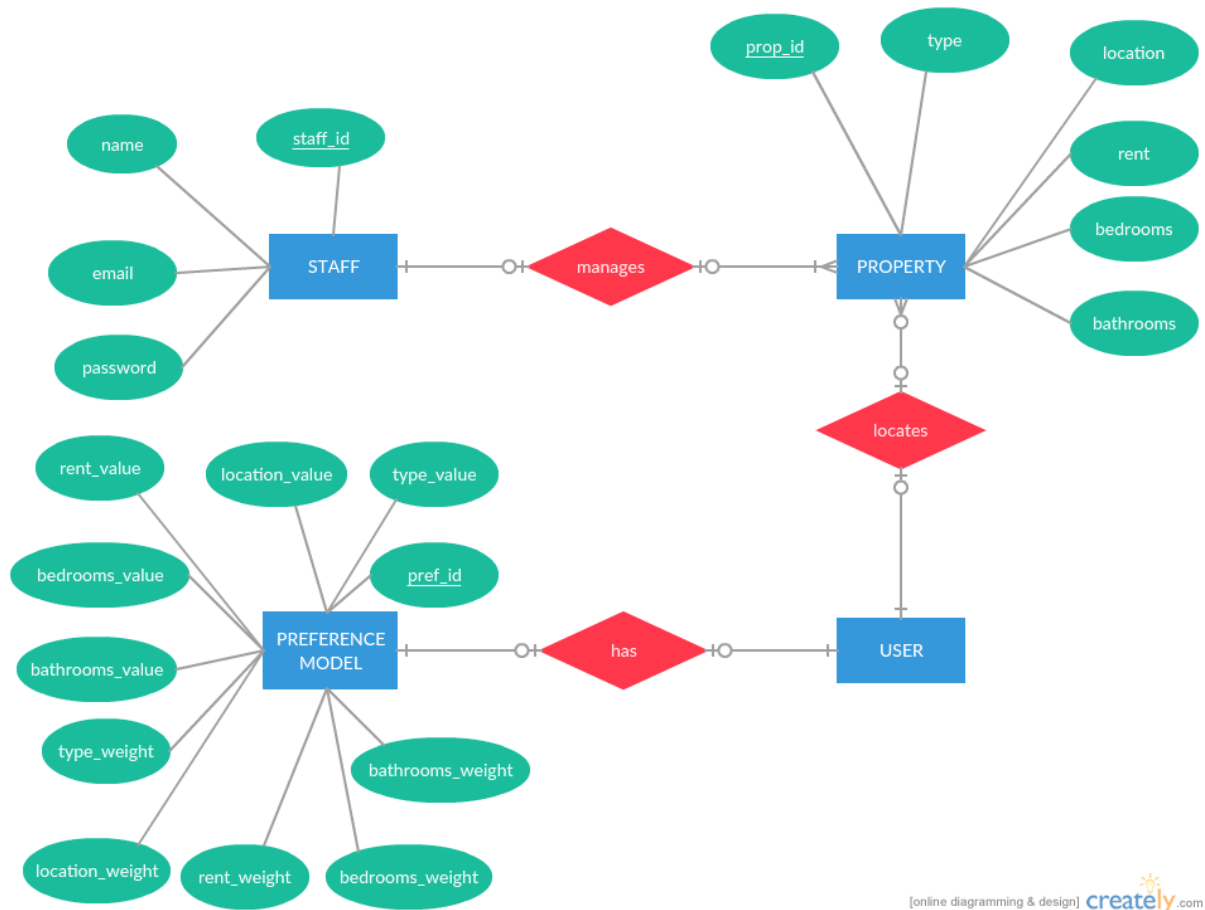 prop_id
type
location
name
staff_id
rent
bedrooms
STAFF
manages
PROPERTY
email
bathrooms
password
locates
rent_value
location_value
type_value
bedrooms_value
pref_id
PREFERENCE
MODEL
has
USER
bathrooms_value
type_weight
bathrooms_weight
location_weight
rent_weight
bedrooms_weight
[online diagramming & design] creately.com